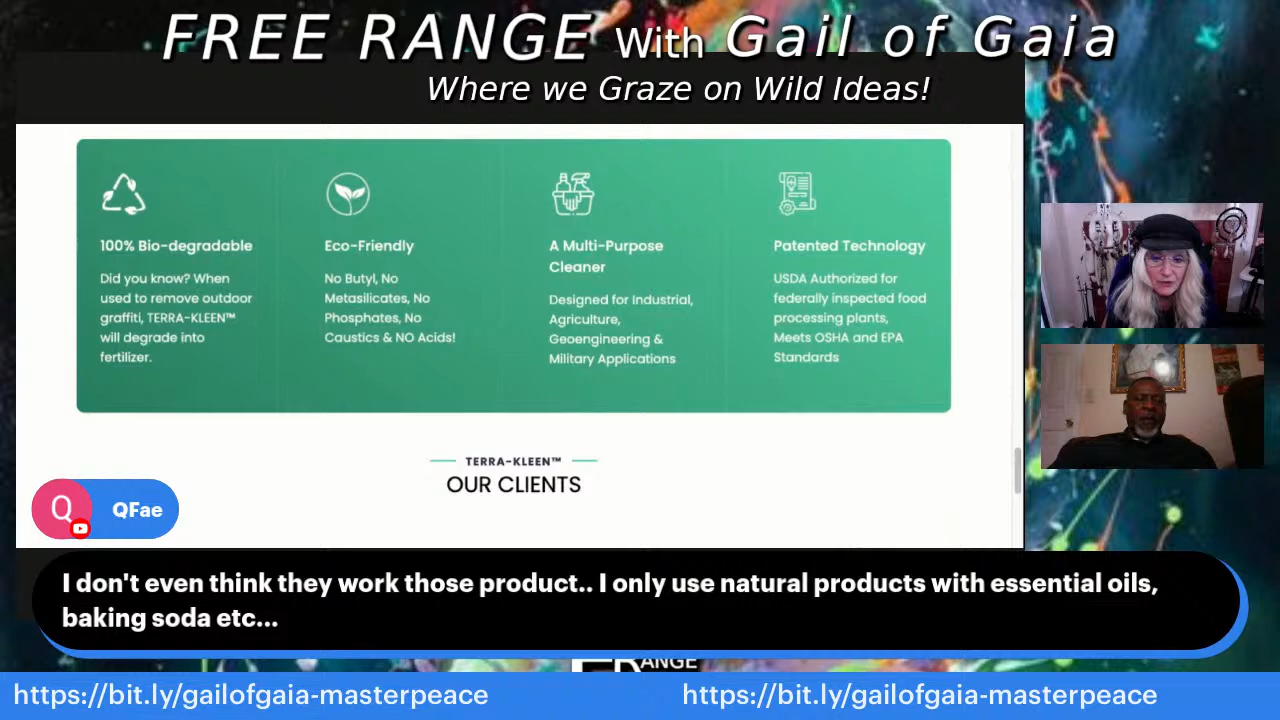 FREE RANGE With Gail of Gaia
Where we Graze on Wild Ideas!
100% Bio-degradable
Did you know? When
used to remove outdoor
graffiti, TERRA-KLEEN™
will degrade into
fertilizer.
Eco-Friendly
No Butyl, No
Metasilicates, No
Phosphates, No
Caustics & NO Acids!
A Multi-Purpose
Cleaner
Designed for Industrial,
Agriculture,
Geoengineering &
Military Applications
Patented Technology
USDA Authorized for
federally inspected food
processing plants,
Meets OSHA and EPA
Standards
TERRA-KLEEN™
OUR CLIENTS
Q QFae
I don't even think they work those product.. I only use natural products with essential oils,
baking soda etc...
RANGE
https://bit.ly/gailofgaia-masterpeace https://bit.ly/gailofgaia-masterpeace